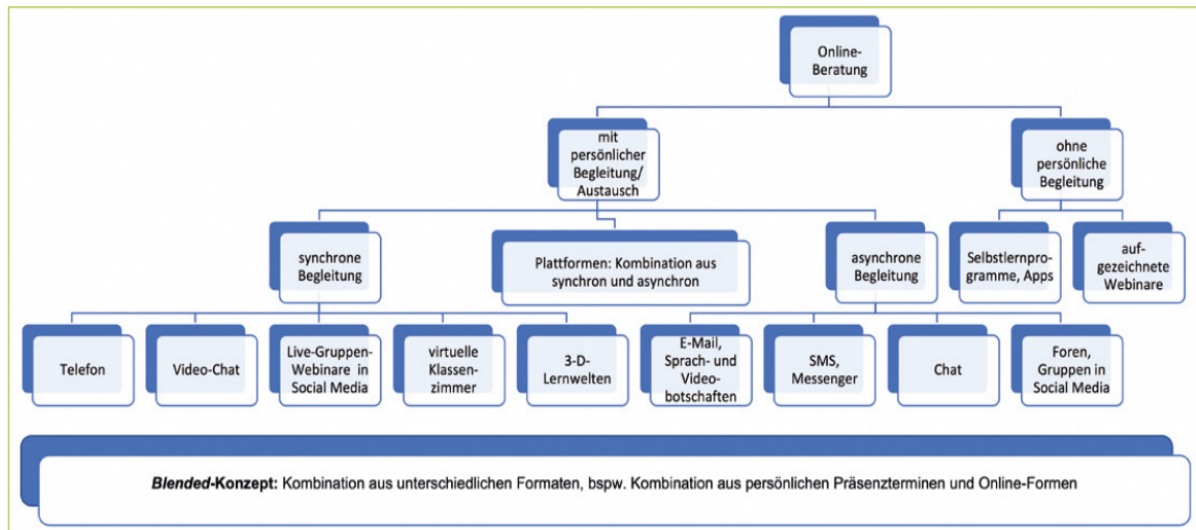 Online-
Beratung
mit
persönlicher
Begleitung/
Austausch
ohne
persönliche
Begleitung
synchrone
Begleitung
Plattformen: Kombination aus
synchron und asynchron
asynchrone
Begleitung
Selbstlernpro-
gramme, Apps
auf-
gezeichnete
Webinare
Telefon
Video-Chat
Live-Gruppen-
Webinare in
Social Media
virtuelle
Klassen-
zimmer
3-D-
Lernwelten
E-Mail,
Sprach- und
Video-
botschaften
SMS,
Messenger
Chat
Foren,
Gruppen in
Social Media
Blended-Konzept: Kombination aus unterschiedlichen Formaten, bspw. Kombination aus persönlichen Präsenzterminen und Online-Formen